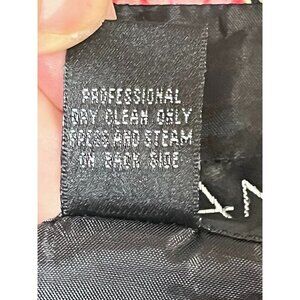 PROFESSIONAL
DRY CLEAN ONLY
PRESS AND STEAM
ON BACK SIDE